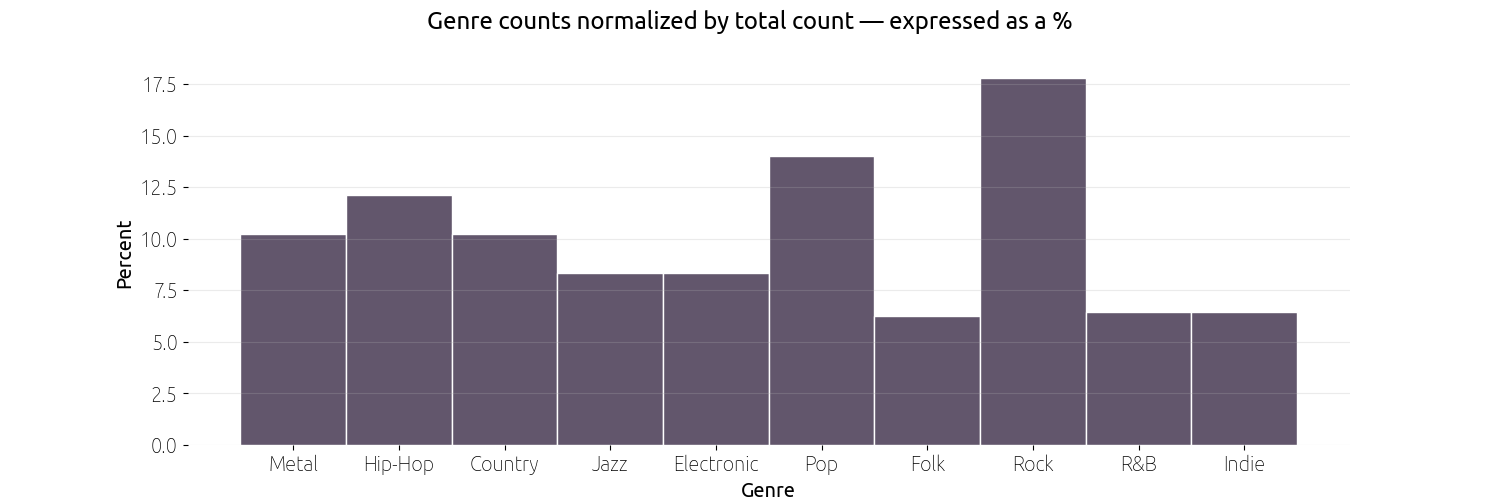 Genre counts normalized by total count — expressed as a %
Percent
17.5
15.0
12.5
10.0
7.5
5.0
2.5
0.0
Metal Hip-Hop Country Jazz Electronic Pop Folk Rock R&B Indie
Genre